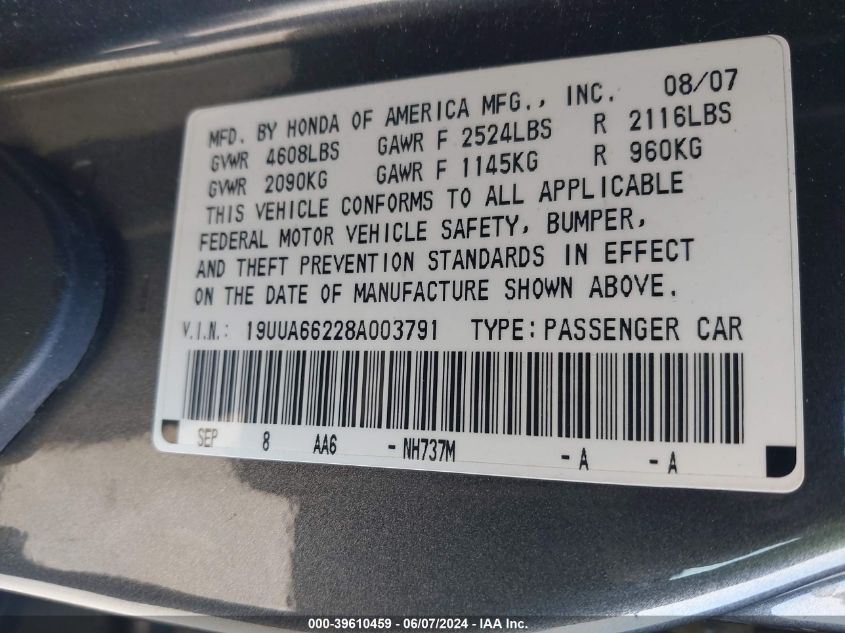 MFD. BY HONDA OF AMERICA MFG., INC. 08/07
GVWR 4608LBS GAWR F 2524LBS R 2116LBS
GVWR 2090KG GAWR F 1145KG R 960KG
THIS VEHICLE CONFORMS TO ALL APPLICABLE
FEDERAL MOTOR VEHICLE SAFETY, BUMPER,
AND THEFT PREVENTION STANDARDS IN EFFECT
ON THE DATE OF MANUFACTURE SHOWN ABOVE.
V.I.N.: 19UUA66228A003791 TYPE: PASSENGER CAR
SEP 8 AA6 - NH737M - A - A
000-39610459 - 06/07/2024 - IAA Inc.